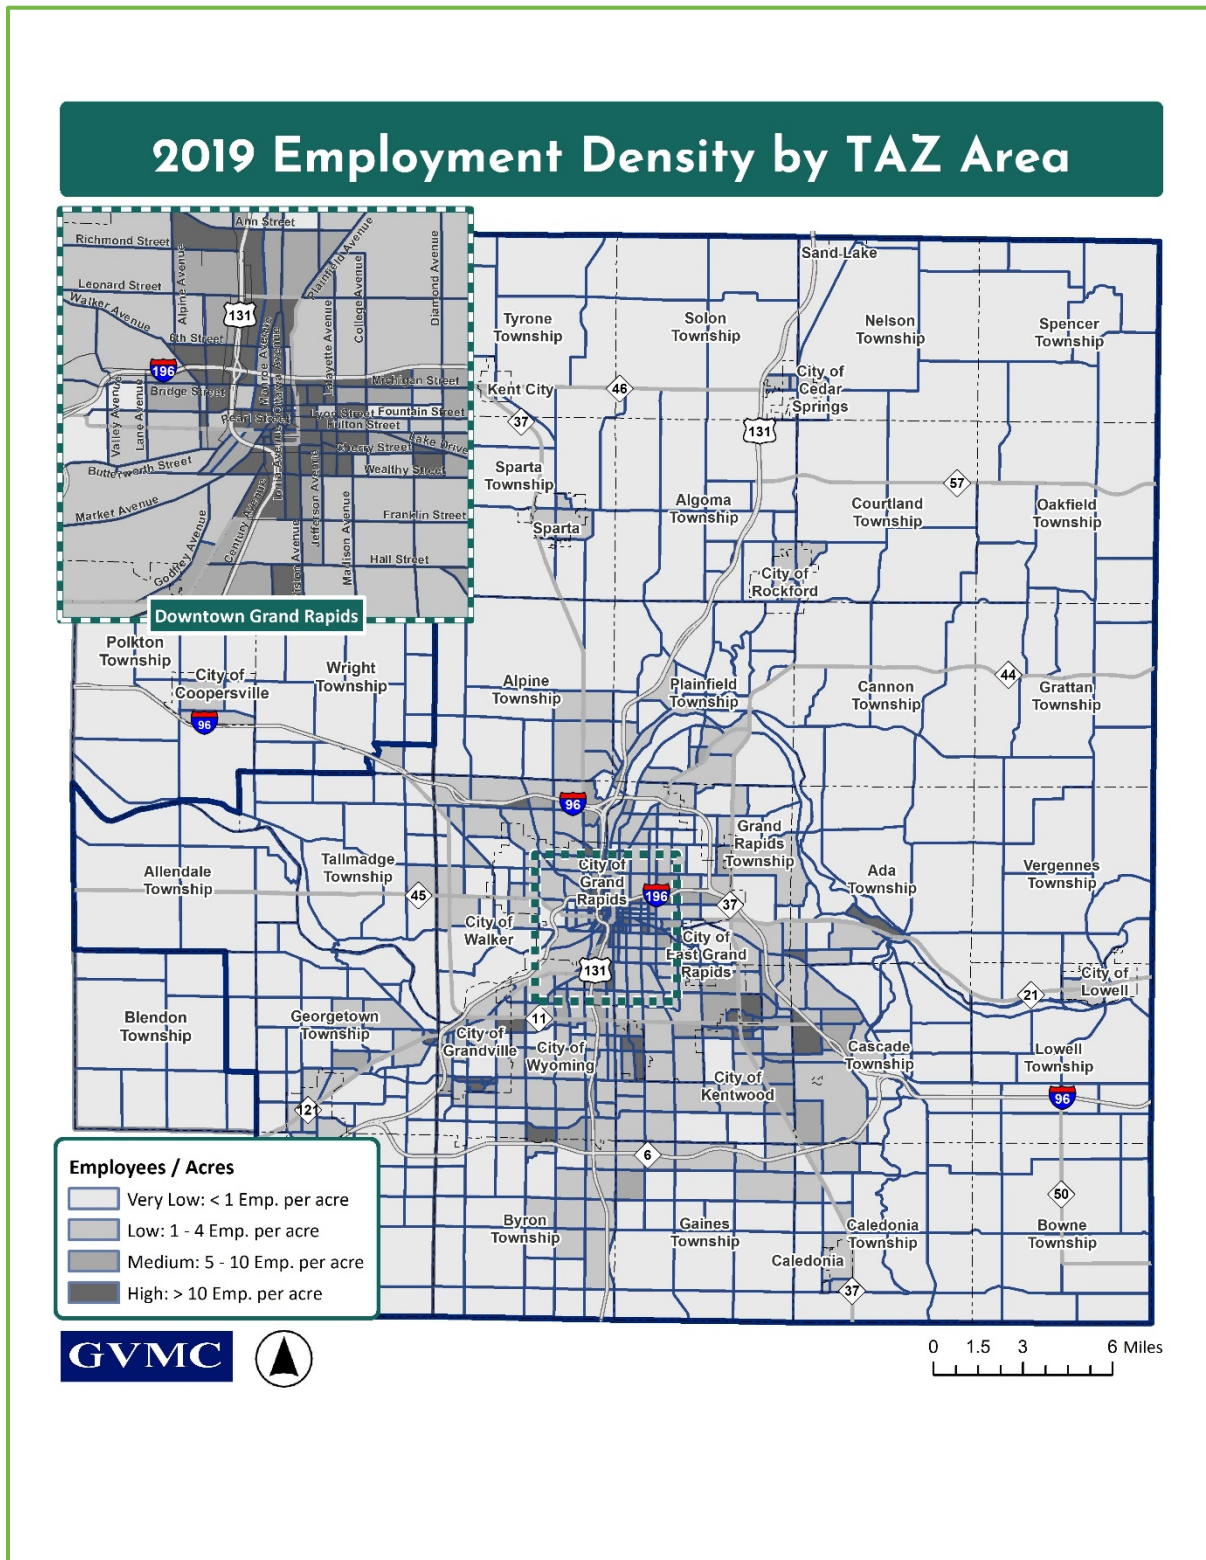 2019 Employment Density by TAZ Area
Ann Street
Richmond Street
Plainfield Avenue
Alpine Avenue
Leonard Street
Walker Avenue
College Avenue
Diamond Avenue
131
6th Street
Monroe Avenue
Ottawa Avenue
Lafayette Avenue
196
Bridge Street
Michigan Street
Valley Avenue
Lane Avenue
Pearl Street
Lyon Street
Fountain Street
Fulton Street
Cherry Street
Lake Drive
Butterworth Street
Wealthy Street
Market Avenue
Godfrey Avenue
Century Avenue
Ionia Avenue
Jefferson Avenue
Madison Avenue
Franklin Street
Hall Street
Downtown Grand Rapids
Sand Lake
Tyrone
Township
Solon
Township
Nelson
Township
Spencer
Township
Kent City
46
City of
Cedar
Springs
37
131
Sparta
Township
57
Algoma
Township
Courtland
Township
Oakfield
Township
Sparta
City of
Rockford
Polkton
Township
City of
Coopersville
Wright
Township
Alpine
Township
Plainfield
Township
Cannon
Township
44
Grattan
Township
96
96
Grand
Rapids
Township
Allendale
Township
Tallmadge
Township
45
City of
Grand
Rapids
196
37
Ada
Township
Vergennes
Township
City of
Walker
City of
East Grand
Rapids
131
City of
Lowell
21
Blendon
Township
Georgetown
Township
11
City of
Grandville
City of
Wyoming
Cascade
Township
Lowell
Township
City of
Kentwood
96
121
6
50
Byron
Township
Gaines
Township
Caledonia
Township
Bowne
Township
Caledonia
37
Employees / Acres
Very Low: < 1 Emp. per acre
Low: 1 - 4 Emp. per acre
Medium: 5 - 10 Emp. per acre
High: > 10 Emp. per acre
GVMC
0 1.5 3 6 Miles